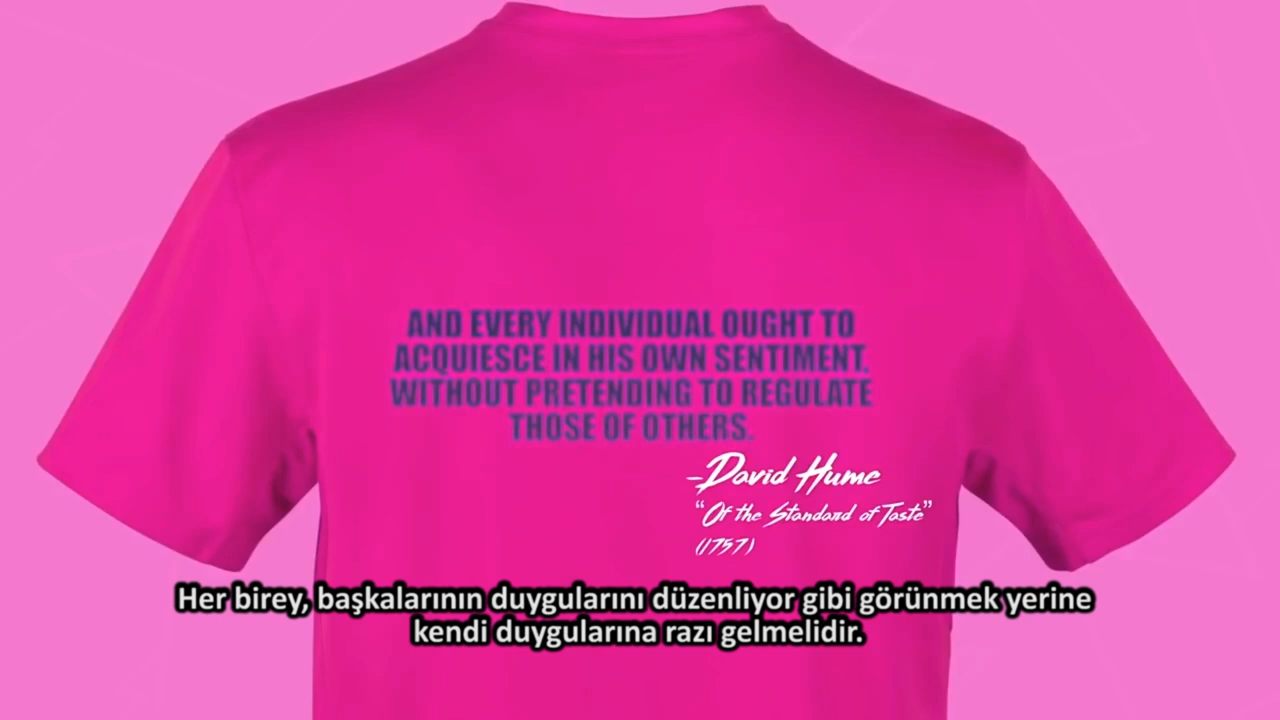 AND EVERY INDIVIDUAL OUGHT TO
ACQUIESCE IN HIS OWN SENTIMENT,
WITHOUT PRETENDING TO REGULATE
THOSE OF OTHERS.
-David Hume
“Of the Standard of Taste”
(1757)
Her birey, başkalarının duygularını düzenliyor gibi görünmek yerine
kendi duygularına razı gelmelidir.